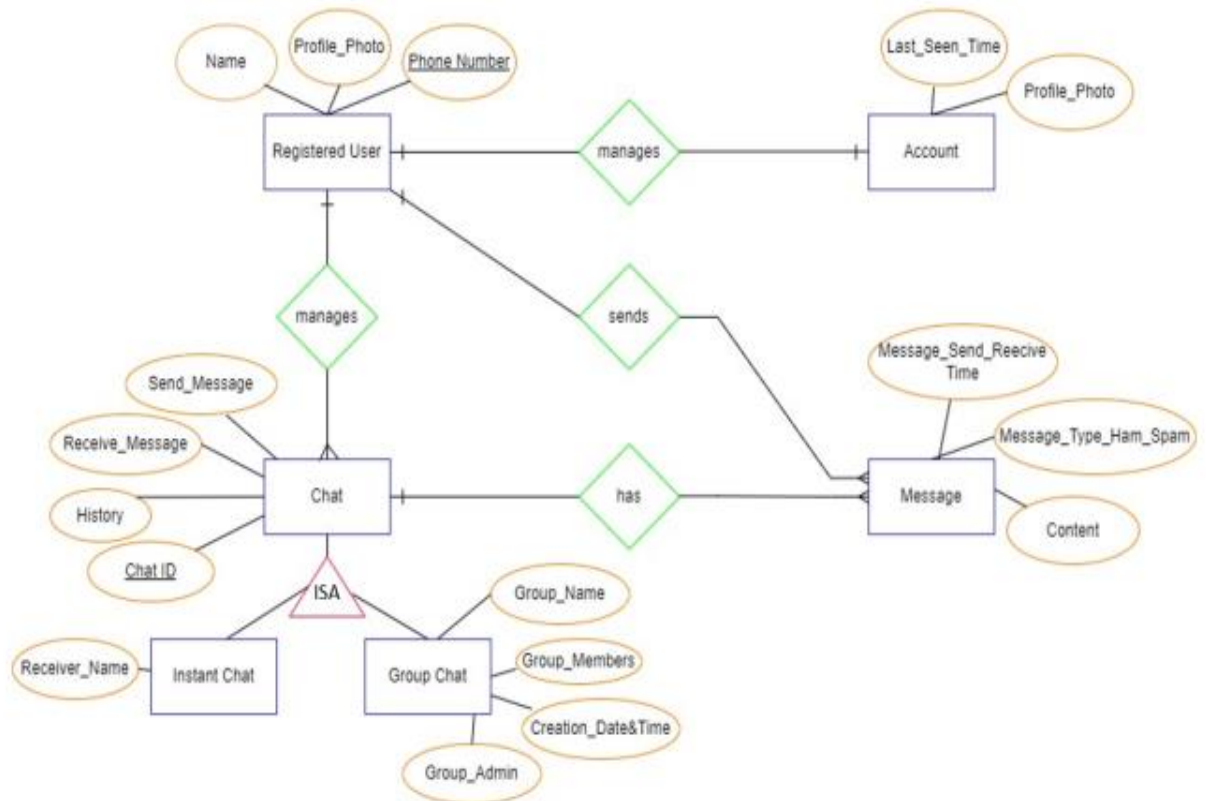 Name
Profile_Photo
Phone Number
Last_Seen_Time
Profile_Photo
Registered User
manages
Account
manages
sends
Send_Message
Message_Send_Reecive
Time
Receive_Message
Message_Type_Ham_Spam
History
Chat
has
Message
Content
Chat ID
ISA
Group_Name
Receiver_Name
Instant Chat
Group Chat
Group_Members
Creation_Date&Time
Group_Admin